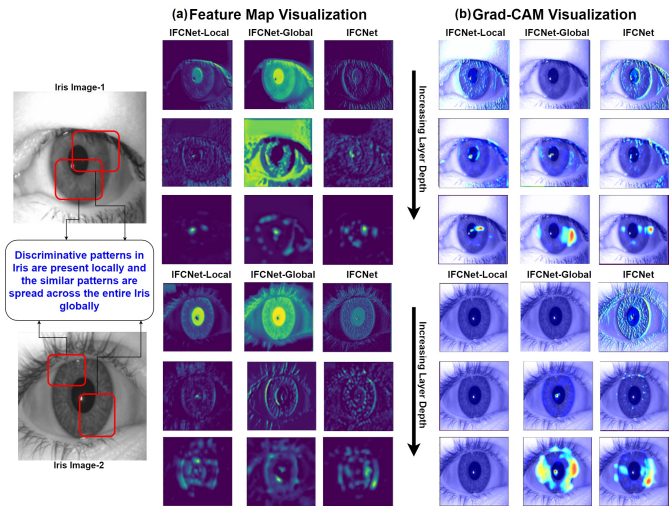 (a) Feature Map Visualization
(b) Grad-CAM Visualization
IFCNet-Local IFCNet-Global IFCNet
IFCNet-Local IFCNet-Global IFCNet
Iris Image-1
Increasing Layer Depth
Discriminative patterns in
Iris are present locally and
the similar patterns are
spread across the entire Iris
globally
IFCNet-Local IFCNet-Global IFCNet
IFCNet-Local IFCNet-Global IFCNet
Increasing Layer Depth
Iris Image-2